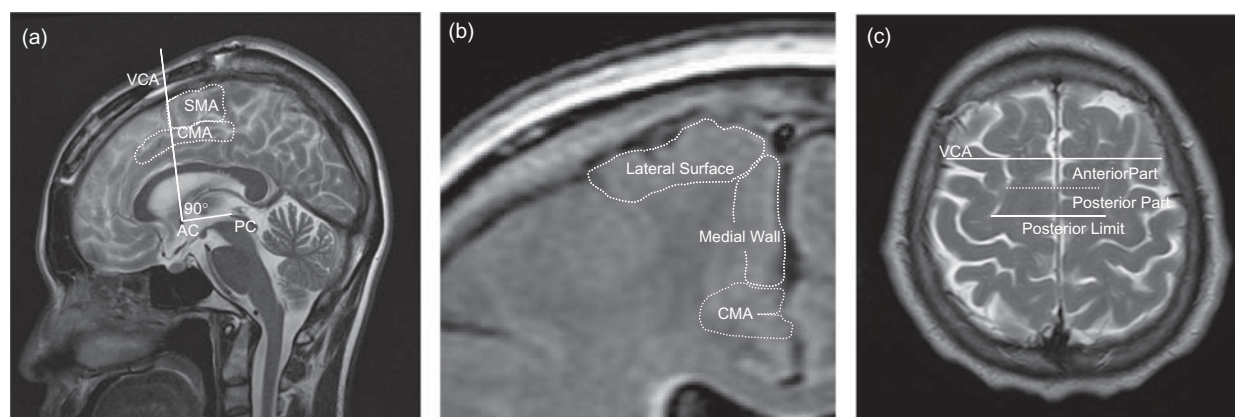 (a)
VCA
SMA
CMA
90°
AC
PC
(b)
Lateral Surface
Medial Wall
CMA
(c)
VCA
AnteriorPart
Posterior Part
Posterior Limit